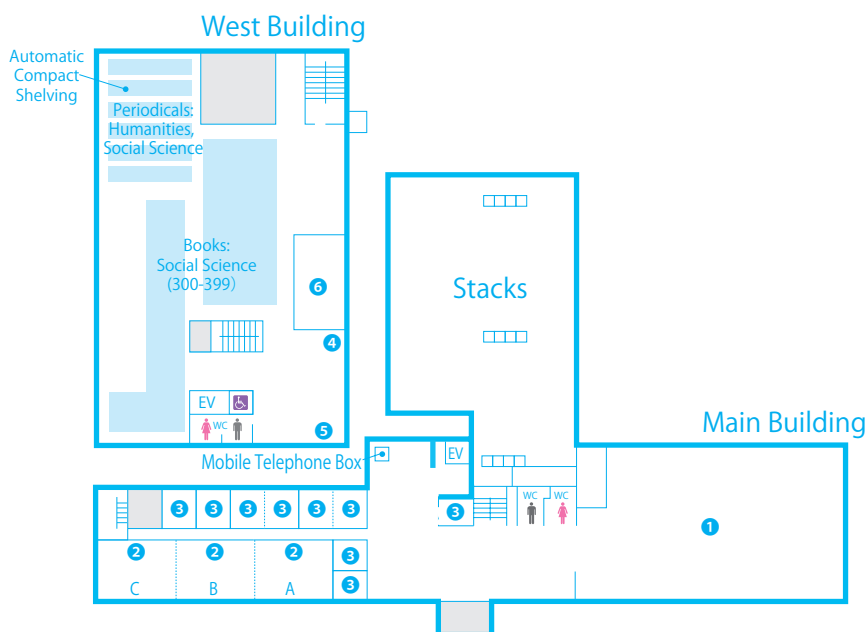 West Building
Automatic
Compact
Shelving
Periodicals:
Humanities,
Social Science
Books:
Social Science
(300-399）
6
4
EV
WC
5
Stacks
Main Building
Mobile Telephone Box
EV
3
3
3
3
3
3
3
WC
WC
1
2
2
2
3
3
C
B
A